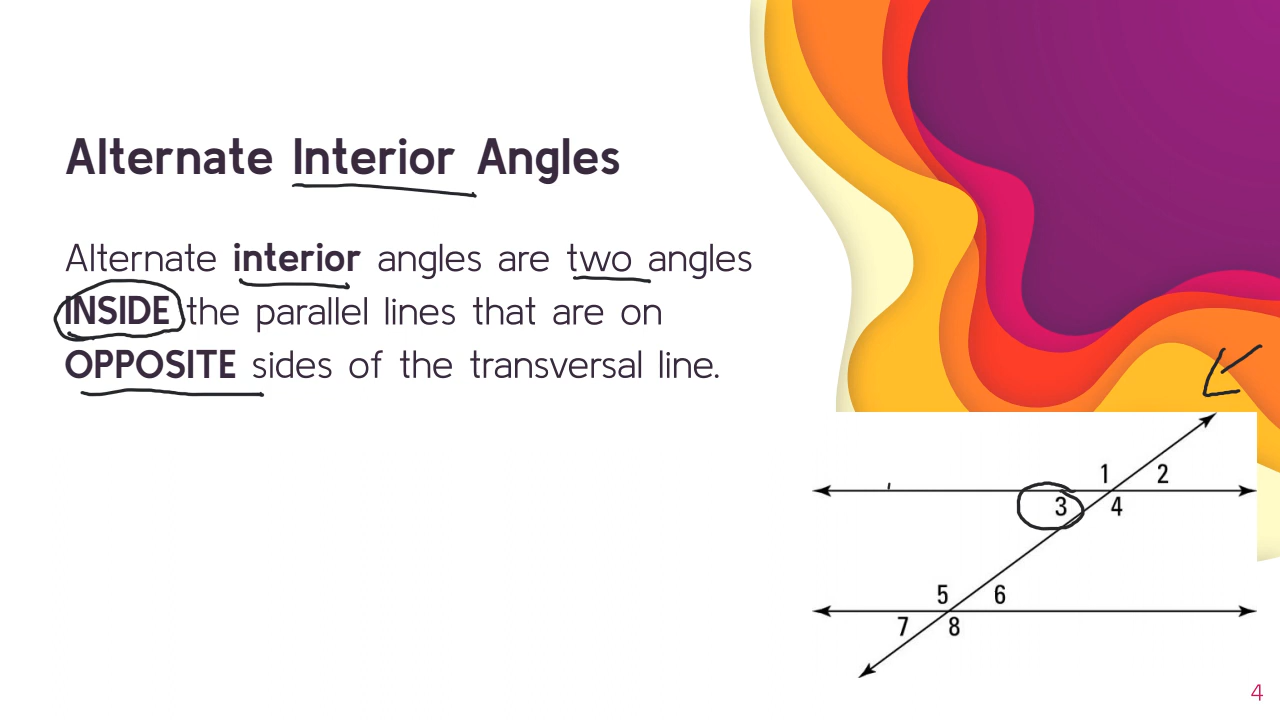 Alternate Interior Angles
Alternate interior angles are two angles
INSIDE the parallel lines that are on
OPPOSITE sides of the transversal line.
1 2
3 4
5 6
7 8
4